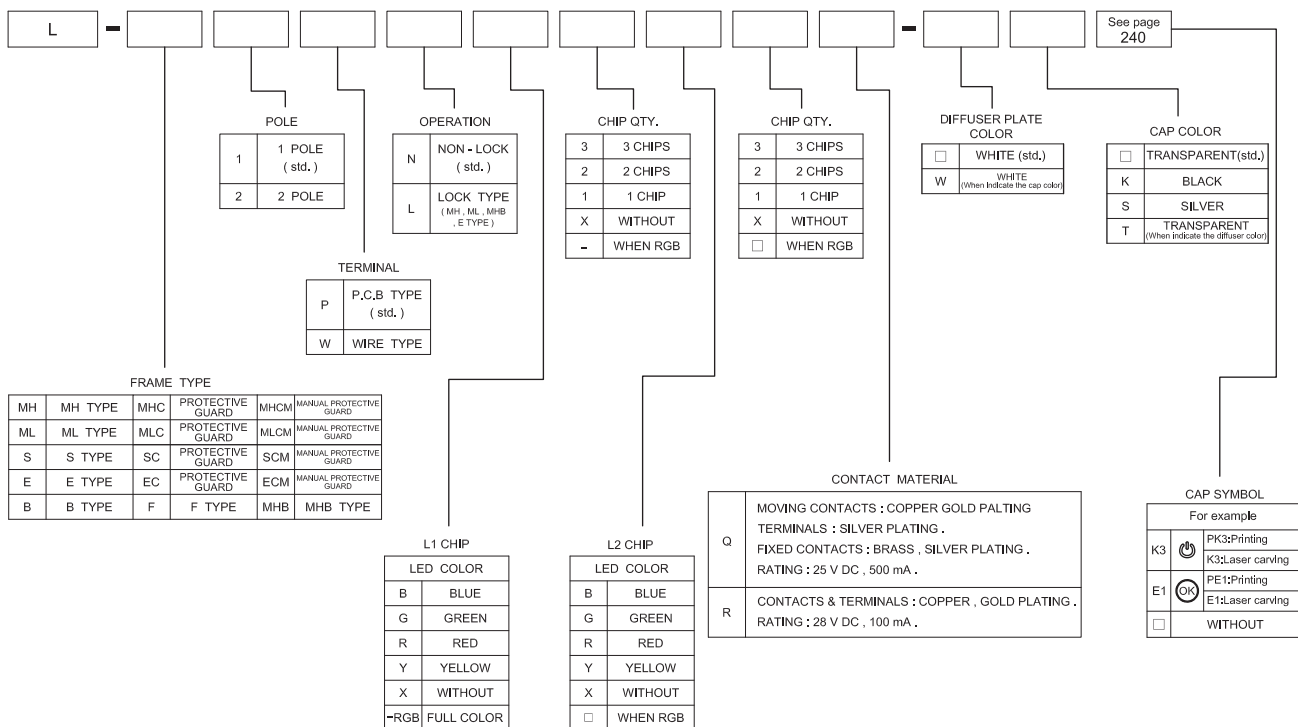 L - - See page
240
POLE
1 1 POLE
( std. )
2 2 POLE
OPERATION
N NON - LOCK
( std. )
L LOCK TYPE
( MH , ML , MHB
, E TYPE )
CHIP QTY.
3 3 CHIPS
2 2 CHIPS
1 1 CHIP
X WITHOUT
- WHEN RGB
CHIP QTY.
3 3 CHIPS
2 2 CHIPS
1 1 CHIP
X WITHOUT
□ WHEN RGB
DIFFUSER PLATE
COLOR
□ WHITE (std.)
W WHITE
(When Indicate the cap color)
CAP COLOR
□ TRANSPARENT(std.)
K BLACK
S SILVER
T TRANSPARENT
(When indicate the diffuser color)
TERMINAL
P P.C.B TYPE
( std. )
W WIRE TYPE
FRAME TYPE
MH MH TYPE MHC PROTECTIVE GUARD MHCM MANUAL PROTECTIVE GUARD
ML ML TYPE MLC PROTECTIVE GUARD MLCM MANUAL PROTECTIVE GUARD
S S TYPE SC PROTECTIVE GUARD SCM MANUAL PROTECTIVE GUARD
E E TYPE EC PROTECTIVE GUARD ECM MANUAL PROTECTIVE GUARD
B B TYPE F F TYPE MHB MHB TYPE
L1 CHIP
LED COLOR
B BLUE
G GREEN
R RED
Y YELLOW
X WITHOUT
-RGB FULL COLOR
L2 CHIP
LED COLOR
B BLUE
G GREEN
R RED
Y YELLOW
X WITHOUT
□ WHEN RGB
CONTACT MATERIAL
Q MOVING CONTACTS : COPPER GOLD PALTING
TERMINALS : SILVER PLATING .
FIXED CONTACTS : BRASS , SILVER PLATING .
RATING : 25 V DC , 500 mA .
R CONTACTS & TERMINALS : COPPER , GOLD PLATING .
RATING : 28 V DC , 100 mA .
CAP SYMBOL
For example
K3 PK3:Printing
K3:Laser carving
E1 OK PE1:Printing
E1:Laser carving
□ WITHOUT